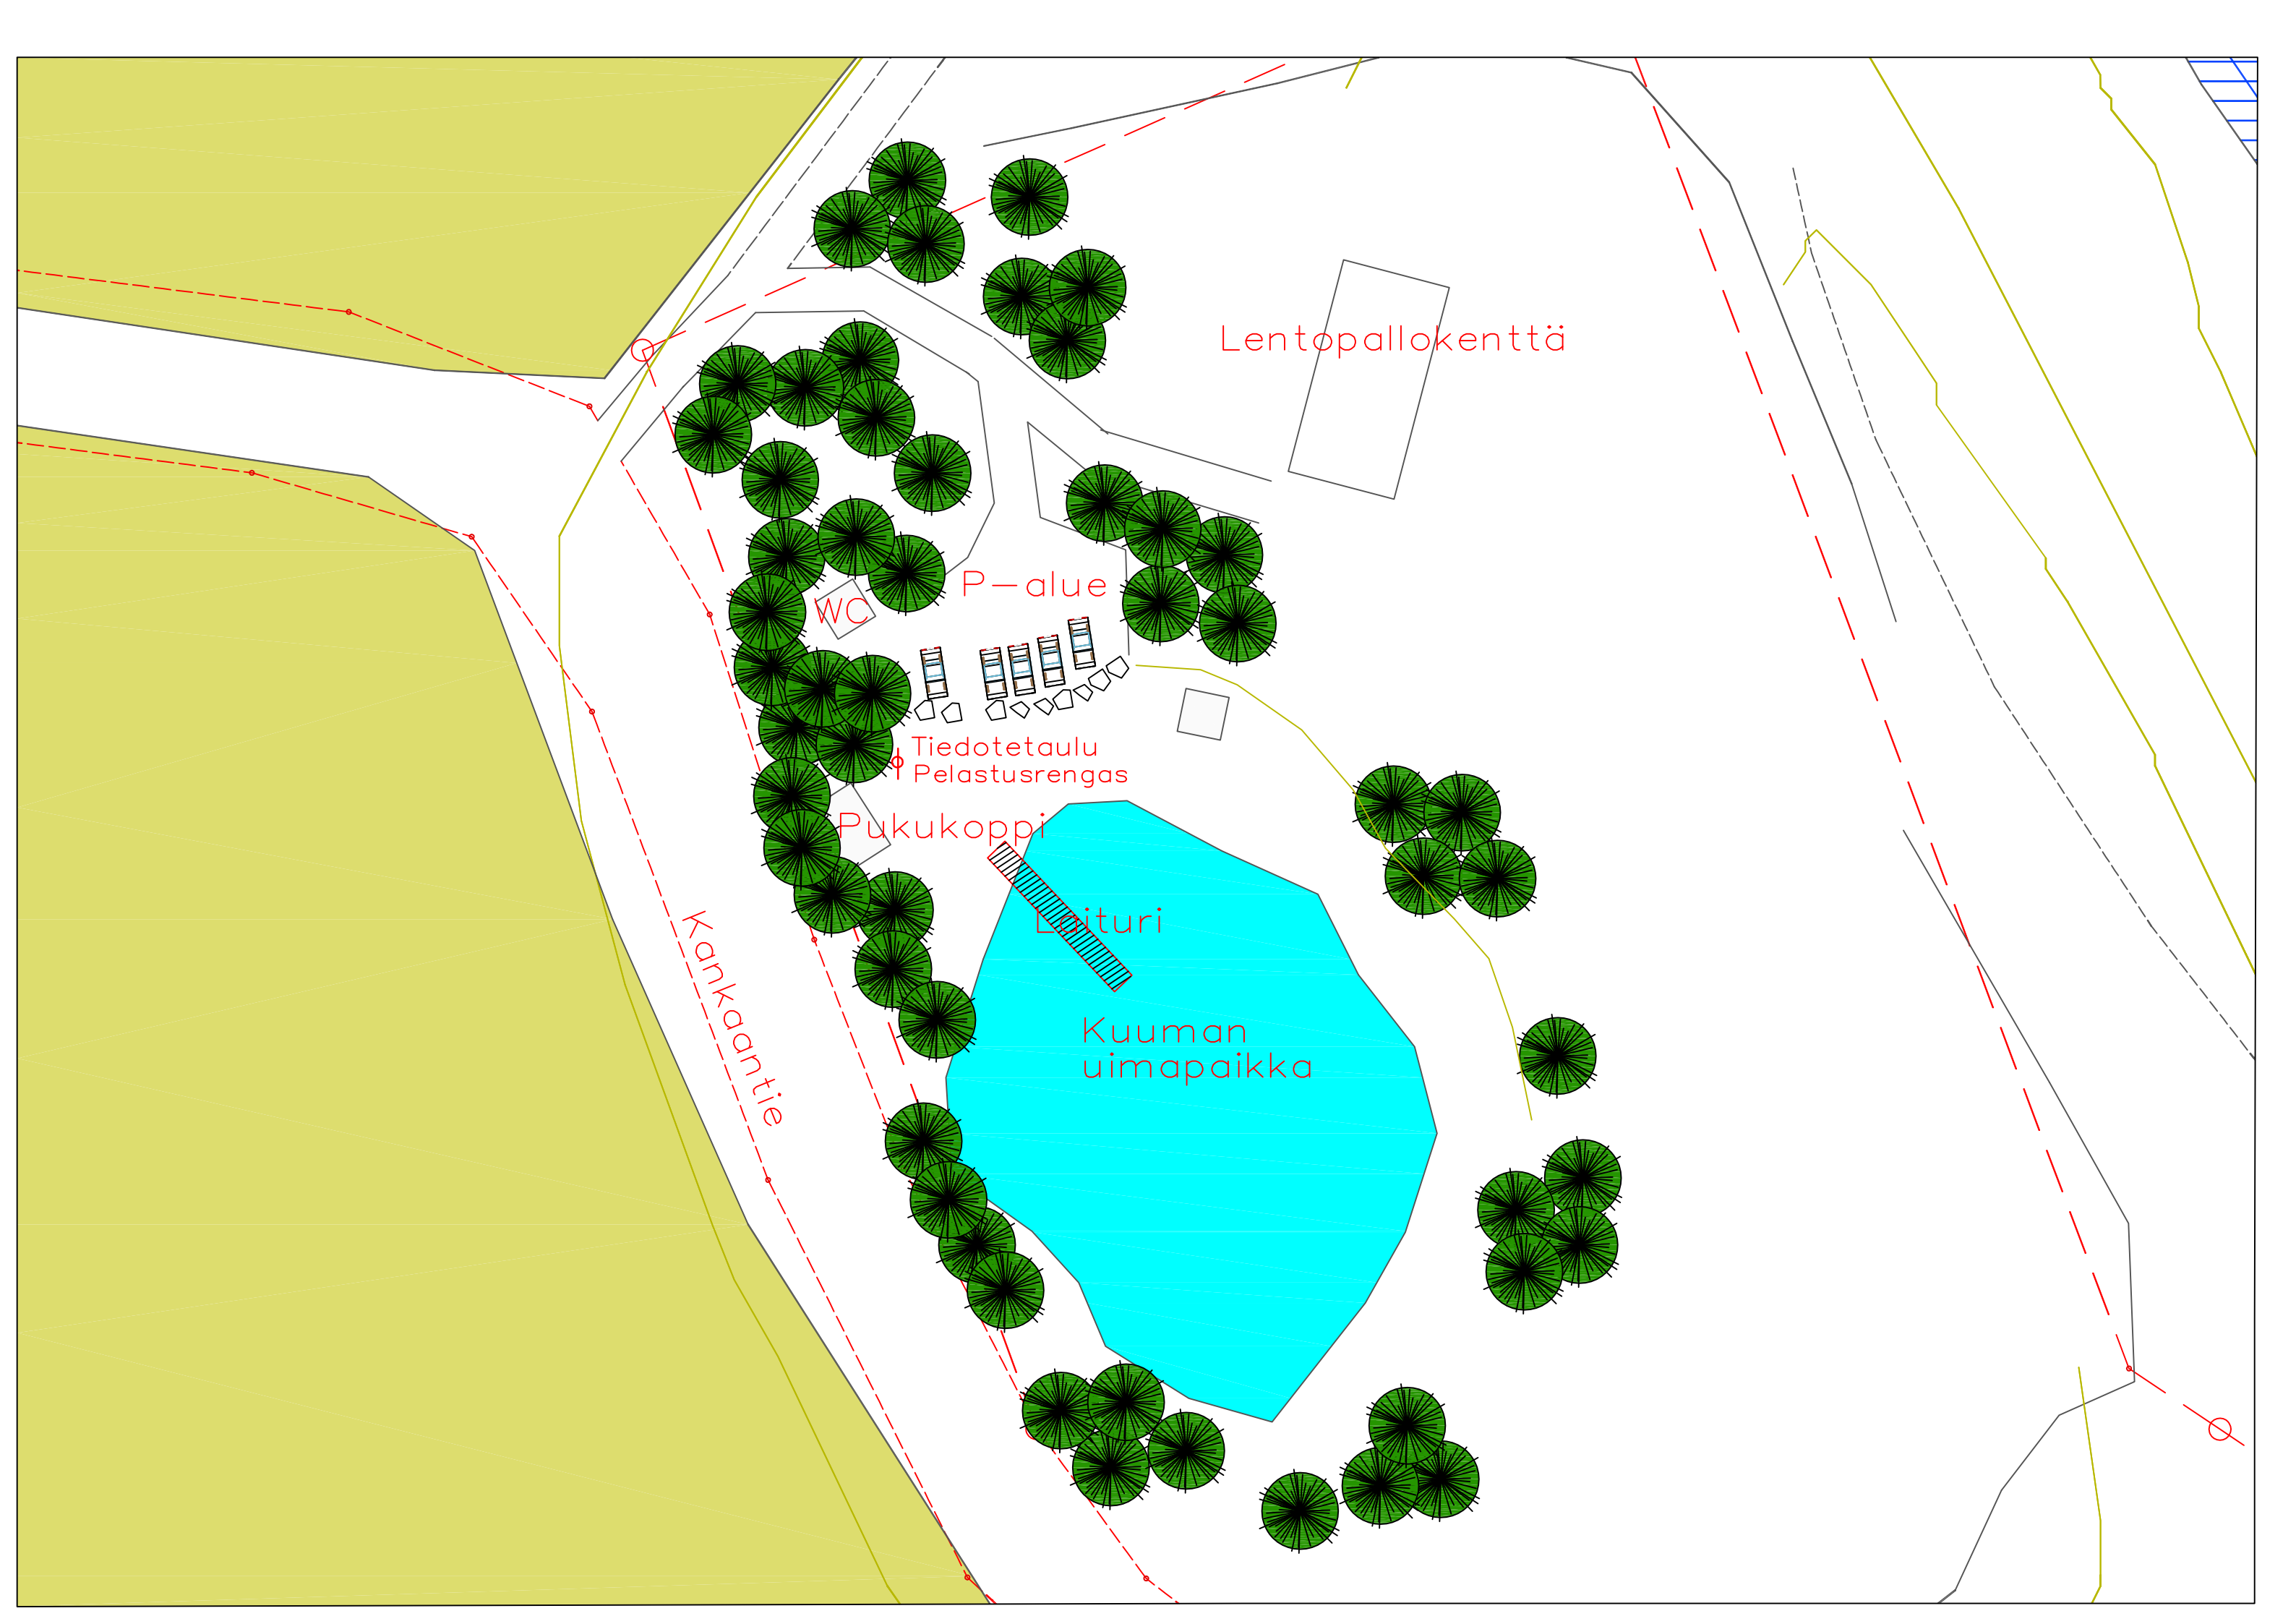 Lentopallokenttä
P-alue
WC
Tiedotetaulu
Pelastusrengas
Pukukoppi
Laituri
Kankaantie
Kuuman
uimapaikka